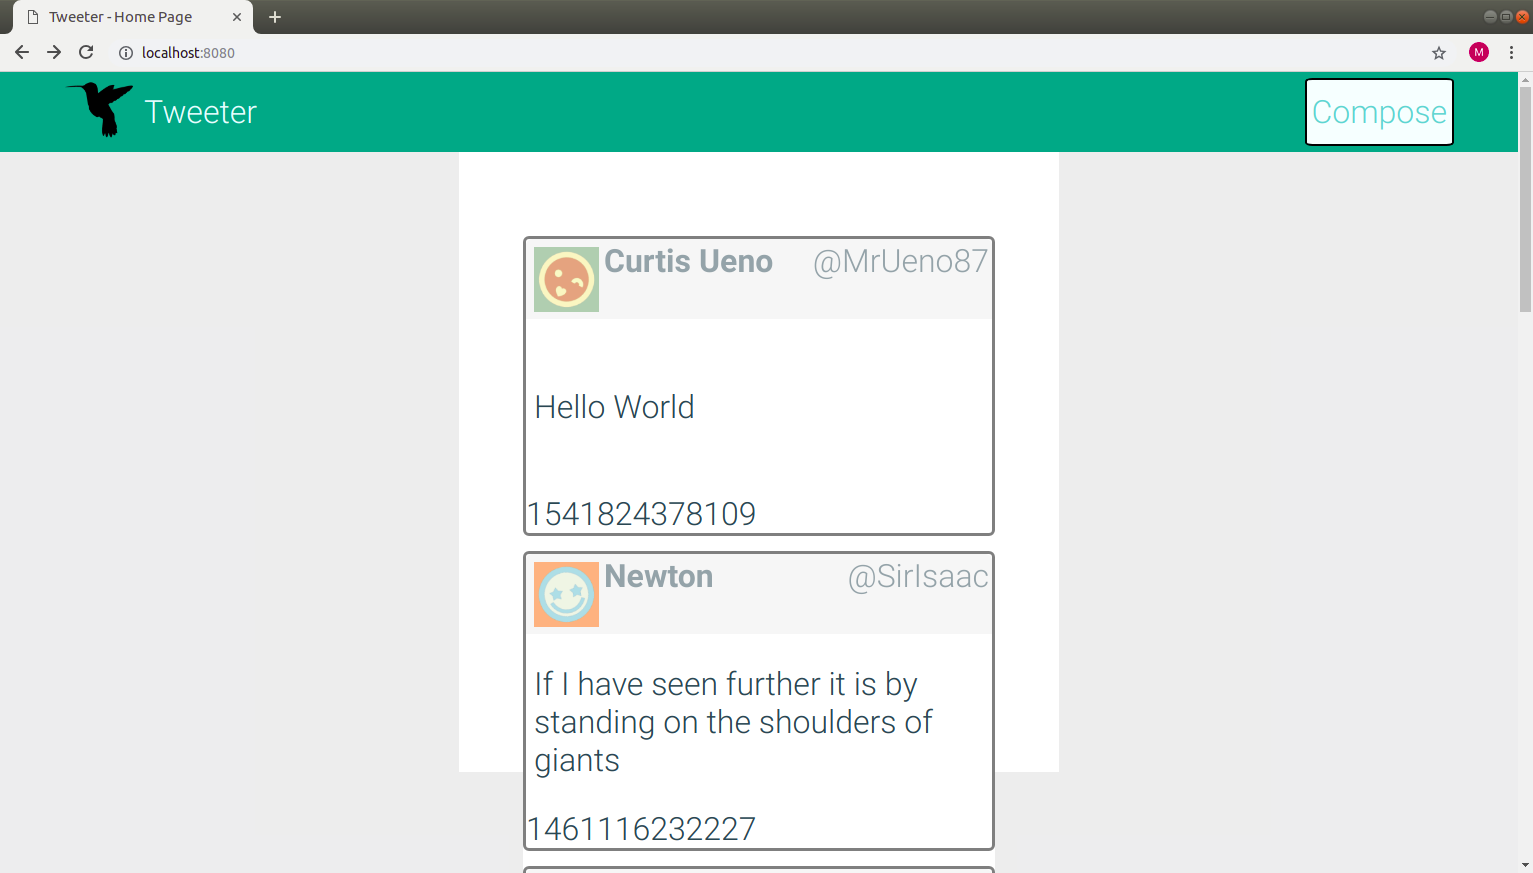 Tweeter - Home Page
localhost:8080
M
Tweeter
Compose
Curtis Ueno @MrUeno87
Hello World
1541824378109
Newton @SirIsaac
If I have seen further it is by
standing on the shoulders of
giants
1461116232227